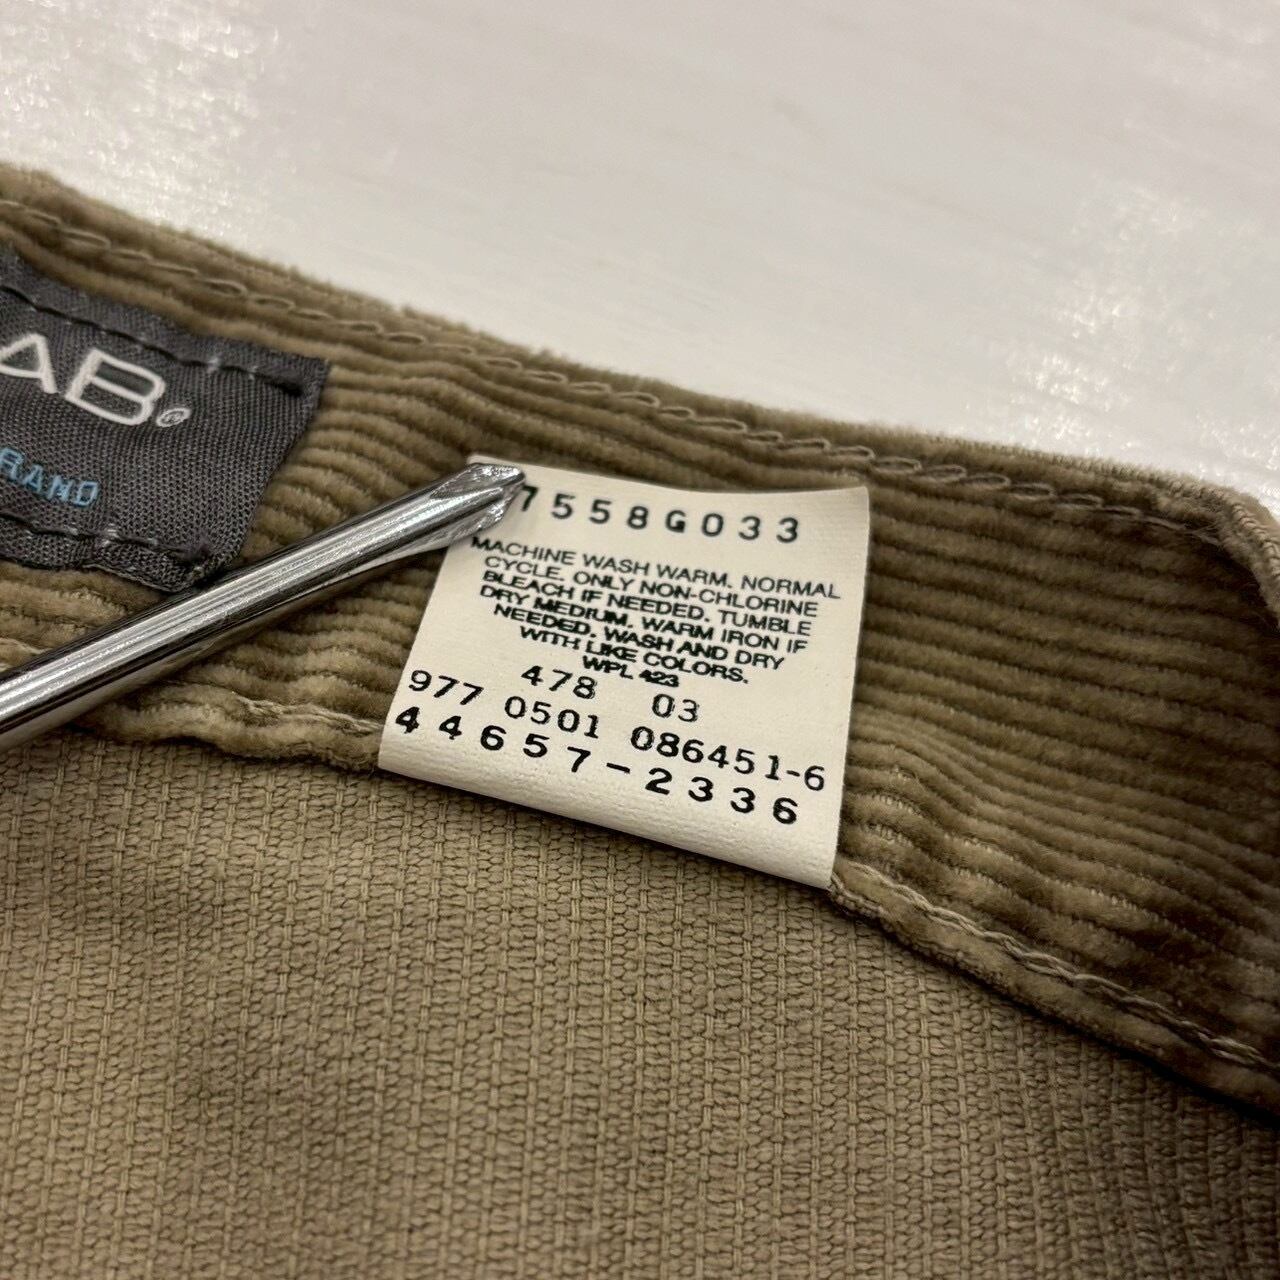 AB®
RAND
7558G033
MACHINE WASH WARM. NORMAL
CYCLE. ONLY NON-CHLORINE
BLEACH IF NEEDED. TUMBLE
DRY MEDIUM. WARM IRON IF
NEEDED. WASH AND DRY
WITH LIKE COLORS.
WPL 423
478 03
977 0501 086451-6
44657-2336